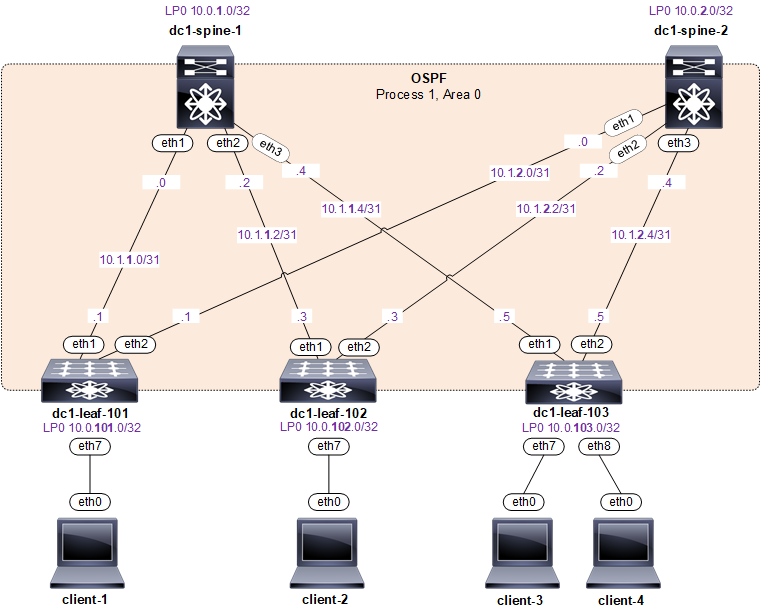 LP0 10.0.1.0/32
LP0 10.0.2.0/32
dc1-spine-1
dc1-spine-2
OSPF
Process 1, Area 0
eth1
eth2
eth3
eth1
eth2
eth3
.0
.2
.4
.0
.2
.4
10.1.2.0/31
10.1.1.4/31
10.1.2.2/31
10.1.1.2/31
10.1.2.4/31
10.1.1.0/31
.1
.1
.3
.3
.5
.5
eth1
eth2
eth1
eth2
eth1
eth2
dc1-leaf-101
dc1-leaf-102
dc1-leaf-103
LP0 10.0.101.0/32
LP0 10.0.102.0/32
LP0 10.0.103.0/32
eth7
eth7
eth7
eth8
eth0
eth0
eth0
eth0
client-1
client-2
client-3
client-4